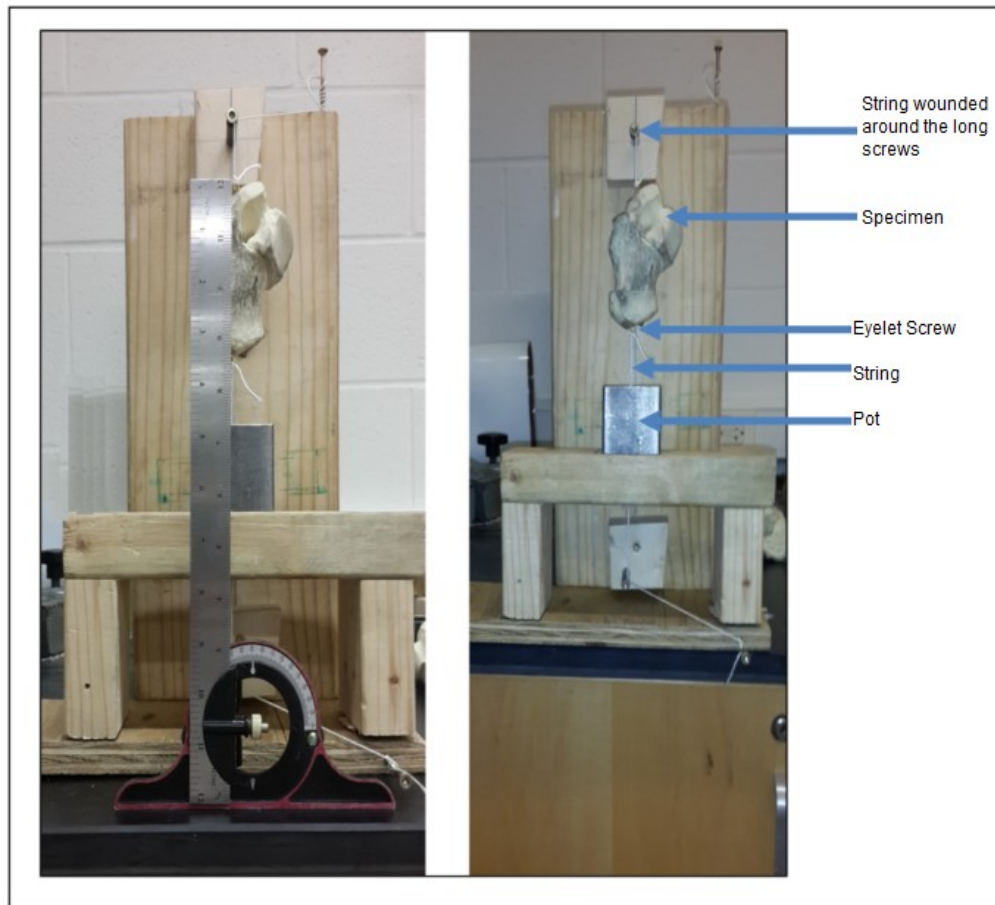 String wounded
around the long
screws
Specimen
Eyelet Screw
String
Pot